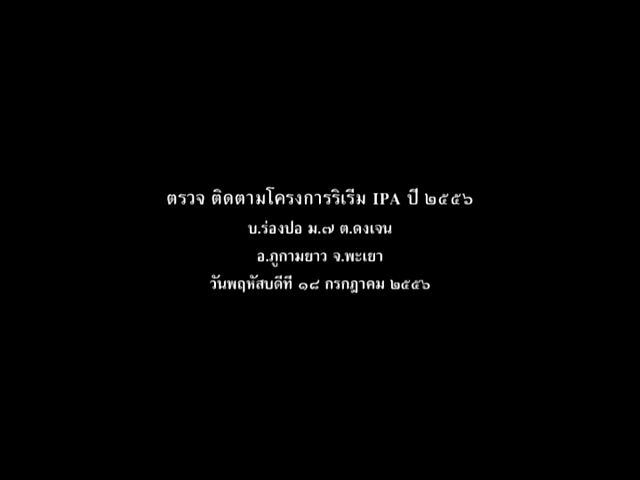 ตรวจ ติดตามโครงการริเริ่ม IPA ปี ๒๕๕๖
บ.ร่องปอ ม.๗ ต.ดงเจน
อ.ภูกามยาว จ.พะเยา
วันพฤหัสบดีที่ ๑๘ กรกฎาคม ๒๕๕๖